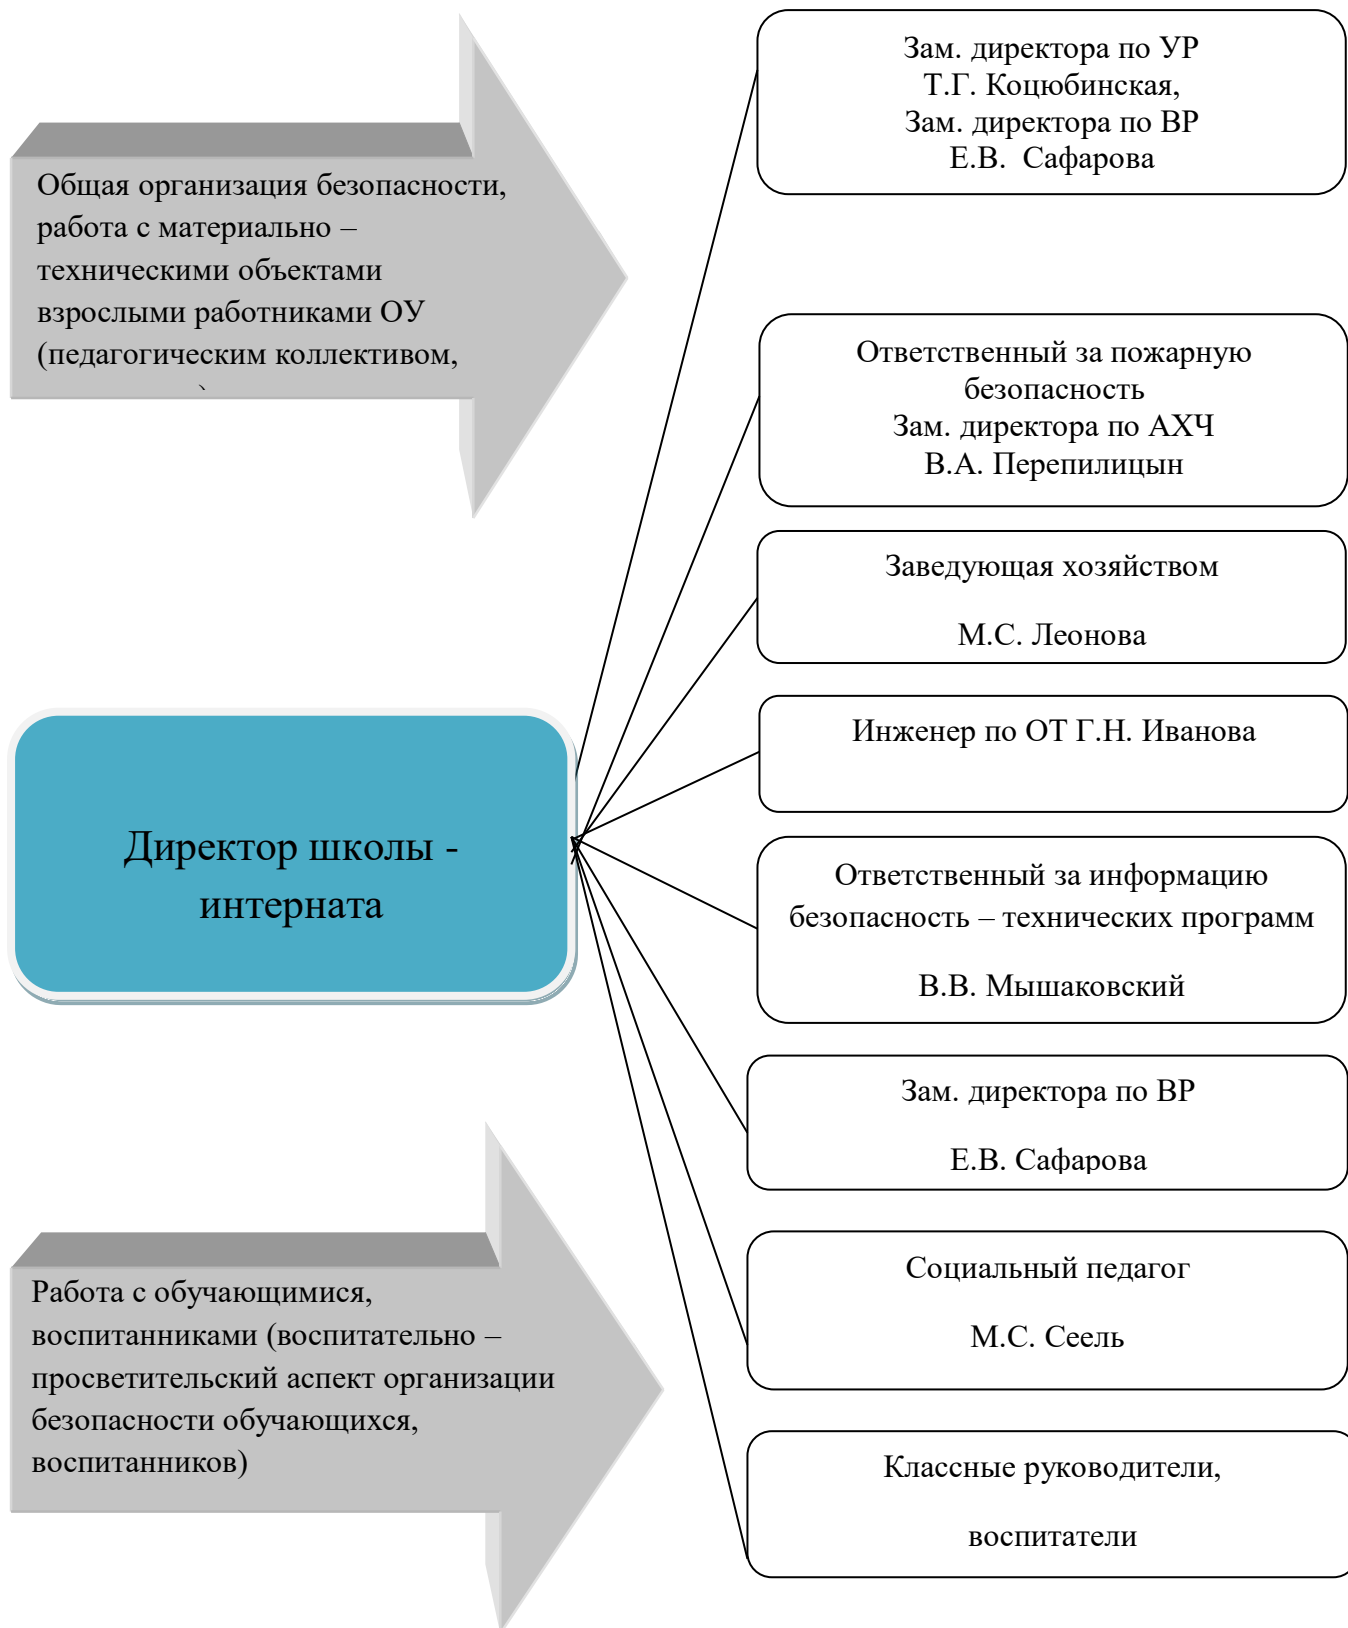 Общая организация безопасности,
работа с материально –
техническими объектами
взрослыми работниками ОУ
(педагогическим коллективом,
Зам. директора по УР
Т.Г. Коцюбинская,
Зам. директора по ВР
Е.В. Сафарова
Ответственный за пожарную
безопасность
Зам. директора по АХЧ
В.А. Перепилицын
Заведующая хозяйством
М.С. Леонова
Инженер по ОТ Г.Н. Иванова
Директор школы -
интерната
Ответственный за информацию
безопасность – технических программ
В.В. Мышаковский
Зам. директора по ВР
Е.В. Сафарова
Работа с обучающимися,
воспитанниками (воспитательно –
просветительский аспект организации
безопасности обучающихся,
воспитанников)
Социальный педагог
М.С. Сеель
Классные руководители,
воспитатели